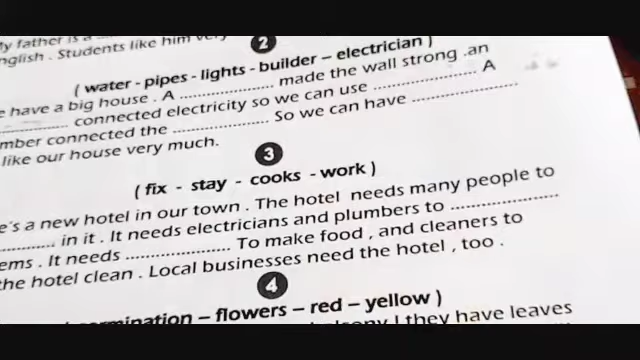 father is a
nglish . Students like him very
2
( water - pipes - lights - builder – electrician )
e have a big house . A .................... made the wall strong .an
.................... connected electricity so we can use .................... A
mber connected the .................... So we can have ....................
like our house very much.
3
( fix - stay - cooks - work )
e's a new hotel in our town . The hotel needs many people to
.................... in it . It needs electricians and plumbers to ....................
ems . It needs .................... To make food , and cleaners to
the hotel clean . Local businesses need the hotel , too .
4
– flowers – red – yellow )
they have leaves